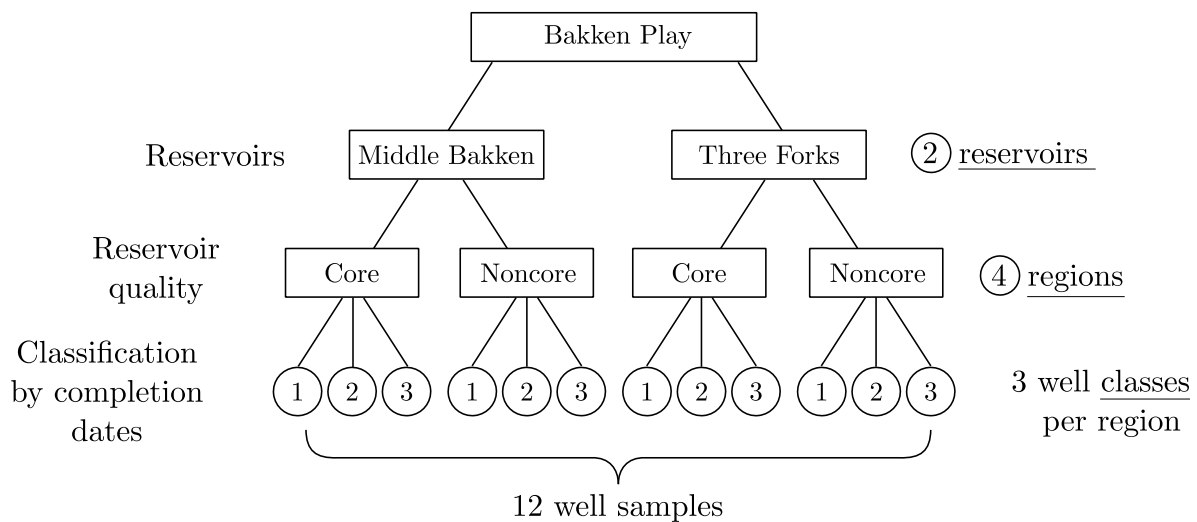 Bakken Play
Reservoirs
Middle Bakken
Three Forks
2 reservoirs
Reservoir
quality
Core
Noncore
Core
Noncore
4 regions
Classification
by completion
dates
1 2 3 1 2 3 1 2 3 1 2 3
3 well classes
per region
12 well samples